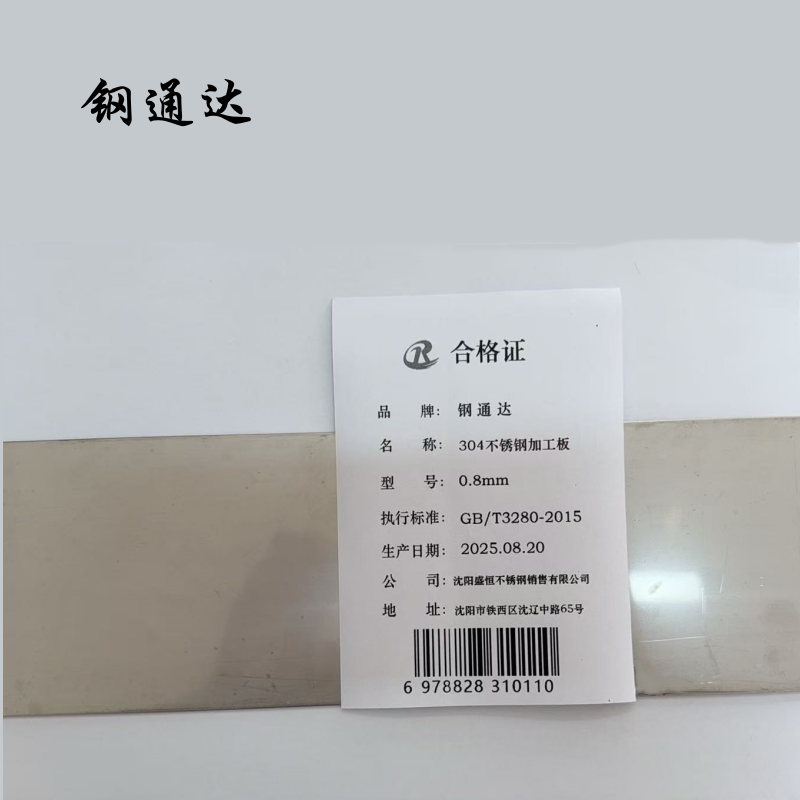 钢通达
R 合格证
品 牌: 钢通达
名 称: 304不锈钢加工板
型 号: 0.8mm
执行标准: GB/T3280-2015
生产日期: 2025.08.20
公 司: 沈阳盛恒不锈钢销售有限公司
地 址: 沈阳市铁西区沈辽中路65号
6 978828 310110